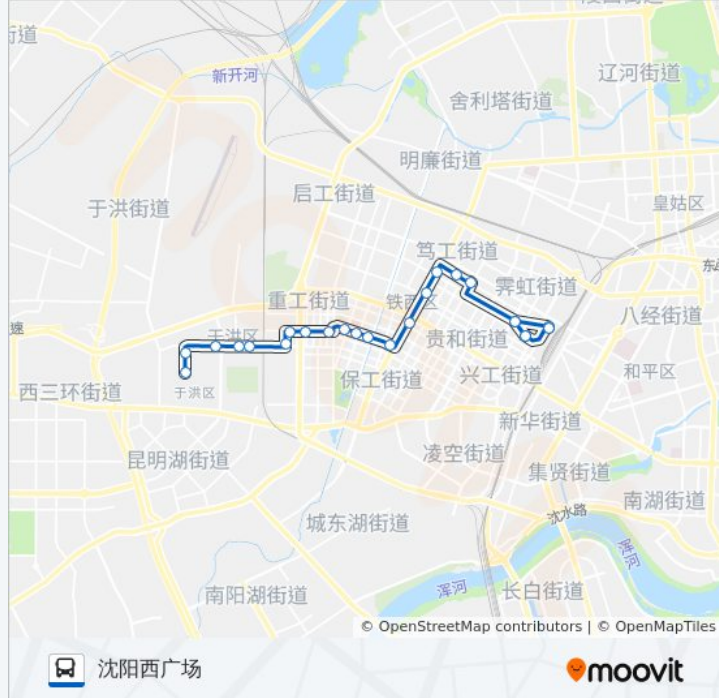 陵西街道
街道
辽河街道
新开河
舍利塔街道
明廉街道
启工街道
皇姑区
于洪街道
笃工街道
东
霁虹街道
铁西区
重工街道
八经街道
速
于洪区
贵和街道
和平区
保工街道
兴工街道
西三环街道
于洪区
新华街道
凌空街道
昆明湖街道
集贤街道
南湖街道
沈水路
城东湖街道
浑河
浑河
长白街道
南阳湖街道
© OpenStreetMap contributors | © OpenMapTiles
沈阳西广场
moovit